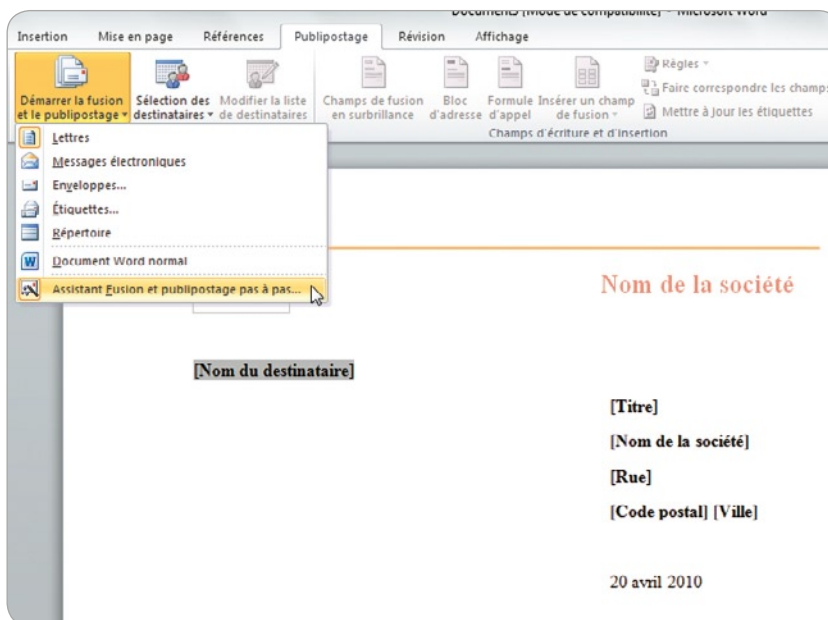 Document5 [Mode de compatibilité] - Microsoft Word
Insertion Mise en page Références Publipostage Révision Affichage
Démarrer la fusion et le publipostage
Sélection des destinataires
Modifier la liste de destinataires
Champs de fusion en surbrillance
Bloc d'adresse
Formule d'appel
Insérer un champ de fusion
Règles
Faire correspondre les champs
Mettre à jour les étiquettes
Champs d'écriture et d'insertion
Lettres
Messages électroniques
Enveloppes...
Étiquettes...
Répertoire
Document Word normal
Assistant Fusion et publipostage pas à pas...
Nom de la société
[Nom du destinataire]
[Titre]
[Nom de la société]
[Rue]
[Code postal] [Ville]
20 avril 2010